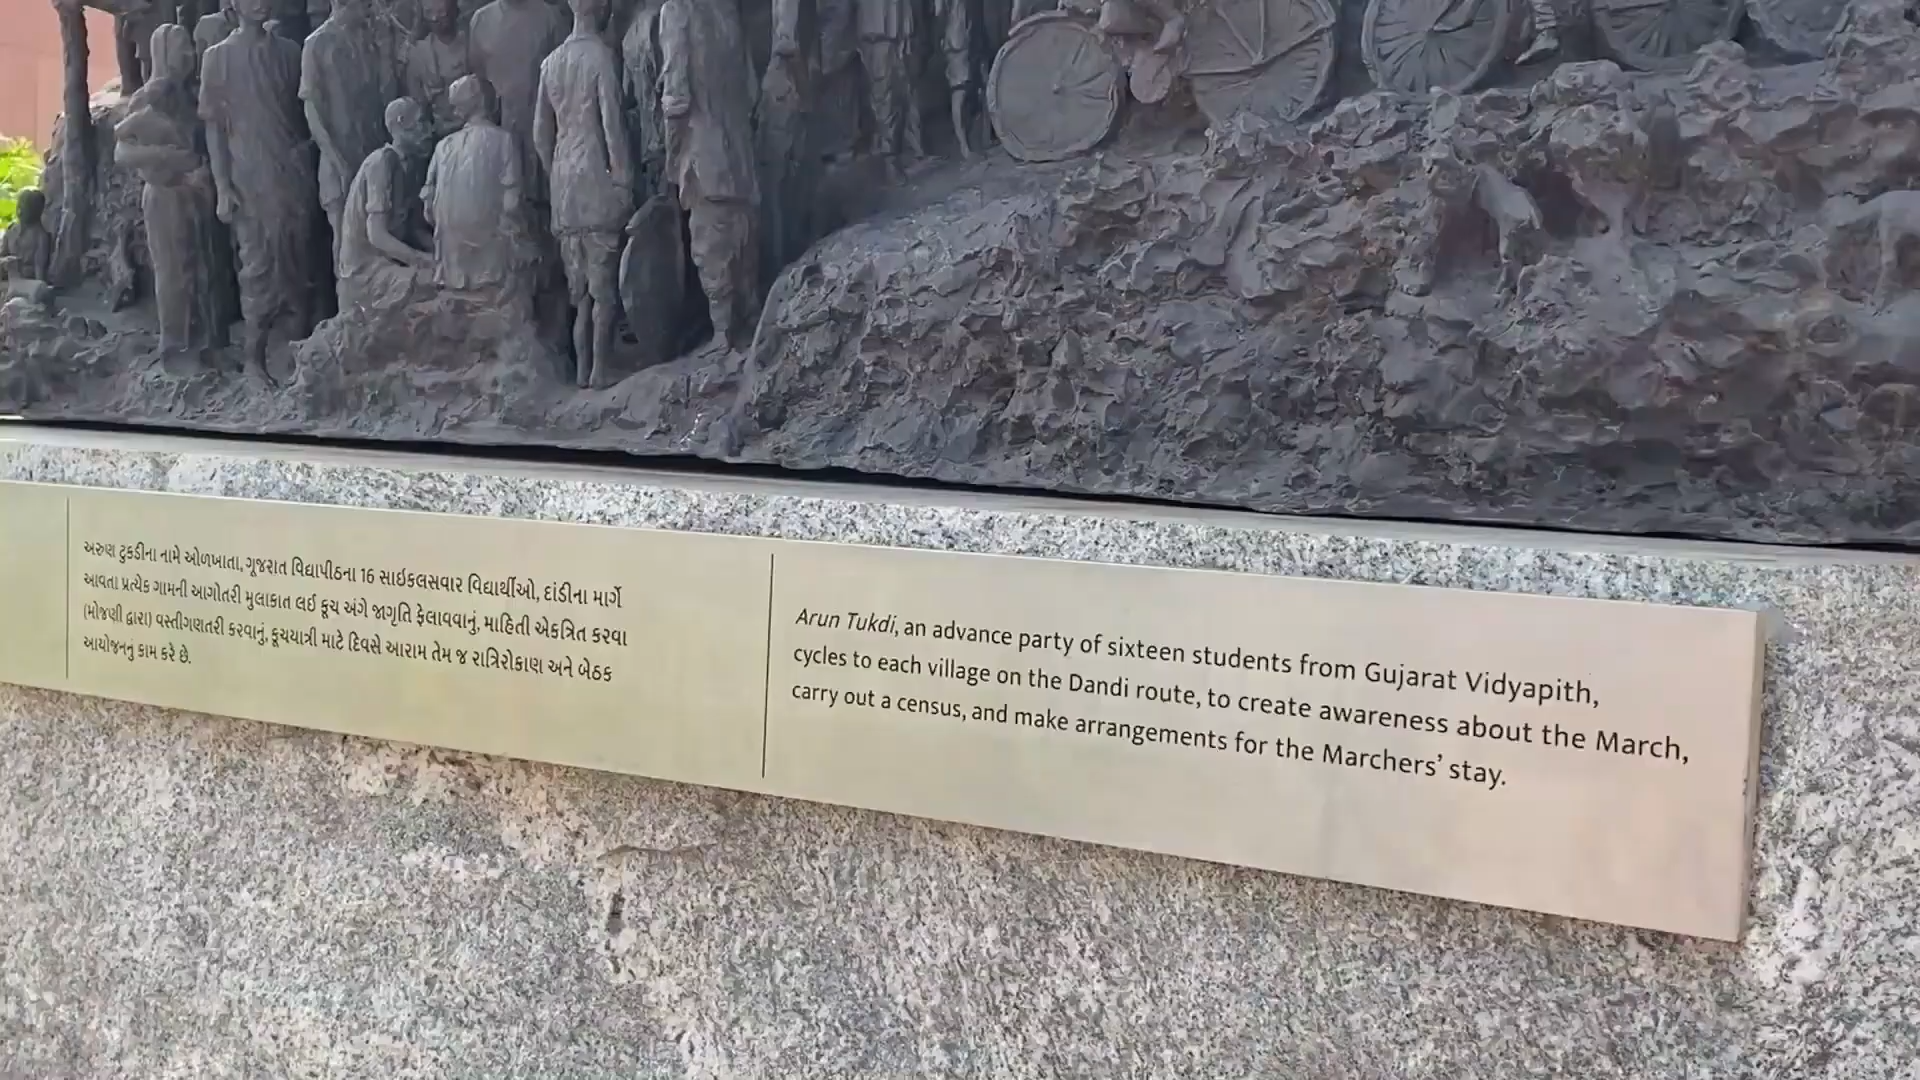 અરુણ ટુકડીના નામે ઓળખાતા, ગૂજરાત વિદ્યાપીઠના 16 સાઇકલસવાર વિદ્યાર્થીઓ, દાંડીના માર્ગે
આવતા પ્રત્યેક ગામની આગોતરી મુલાકાત લઈ કૂચ અંગે જાગૃતિ ફેલાવવાનું, માહિતી એકત્રિત કરવા
(મોજણી દ્વારા) વસ્તીગણતરી કરવાનું, કૂચયાત્રી માટે દિવસે આરામ તેમ જ રાત્રિરોકાણ અને બેઠક
આયોજનનું કામ કરે છે.
Arun Tukdi, an advance party of sixteen students from Gujarat Vidyapith,
cycles to each village on the Dandi route, to create awareness about the March,
carry out a census, and make arrangements for the Marchers’ stay.